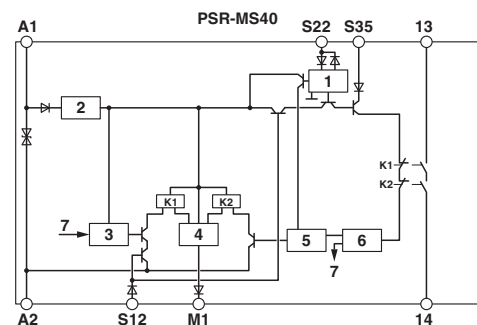 PSR-MS40
A1 S22 S35 13
1
2
K1
K2
K1 K2
7 3 4 5 6
7
A2 S12 M1 14